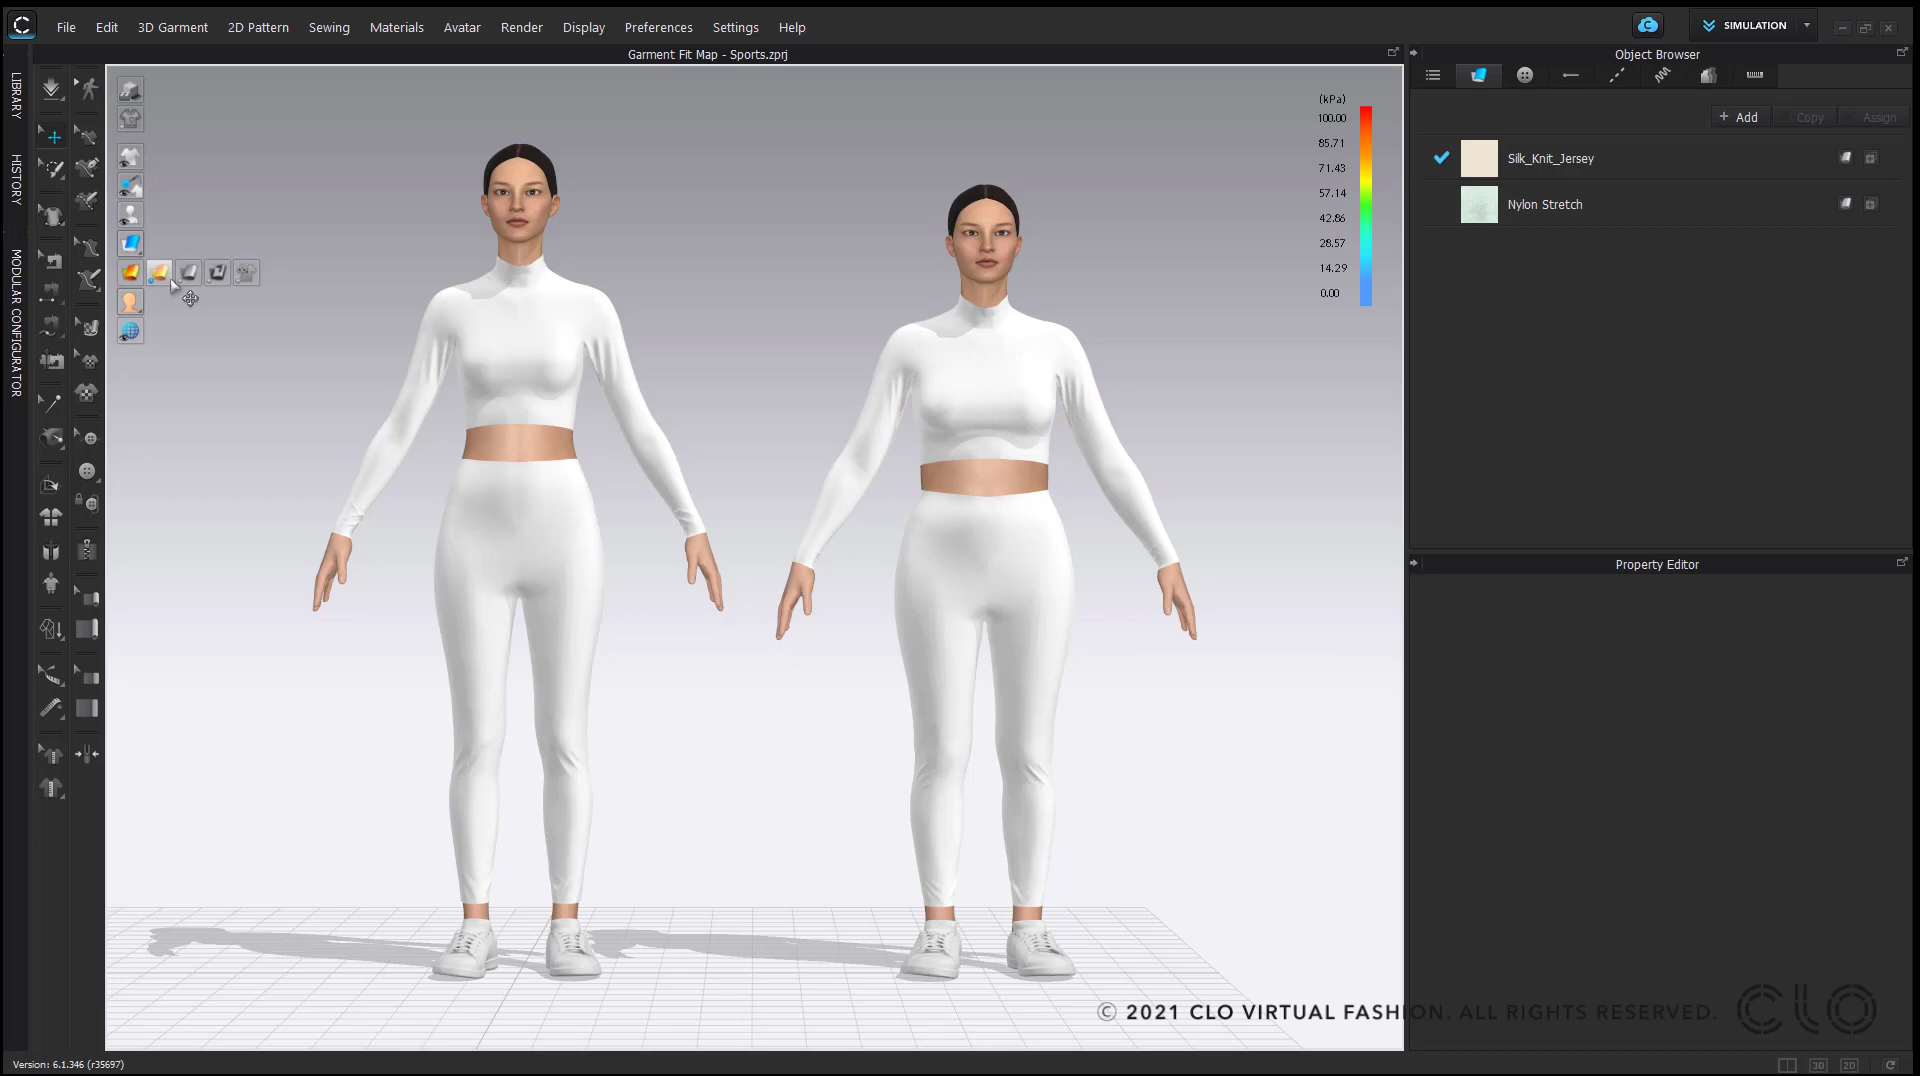 File Edit 3D Garment 2D Pattern Sewing Materials Avatar Render Display Preferences Settings Help
SIMULATION
Garment Fit Map - Sports.zprj
Object Browser
LIBRARY
HISTORY
MODULAR CONFIGURATOR
(kPa)
100.00
85.71
71.43
57.14
42.86
28.57
14.29
0.00
+ Add Copy Assign
Silk_Knit_Jersey
Nylon Stretch
Property Editor
© 2021 CLO VIRTUAL FASHION. ALL RIGHTS RESERVED.
CLO
Version: 6.1.346 (r35697)
3D 2D